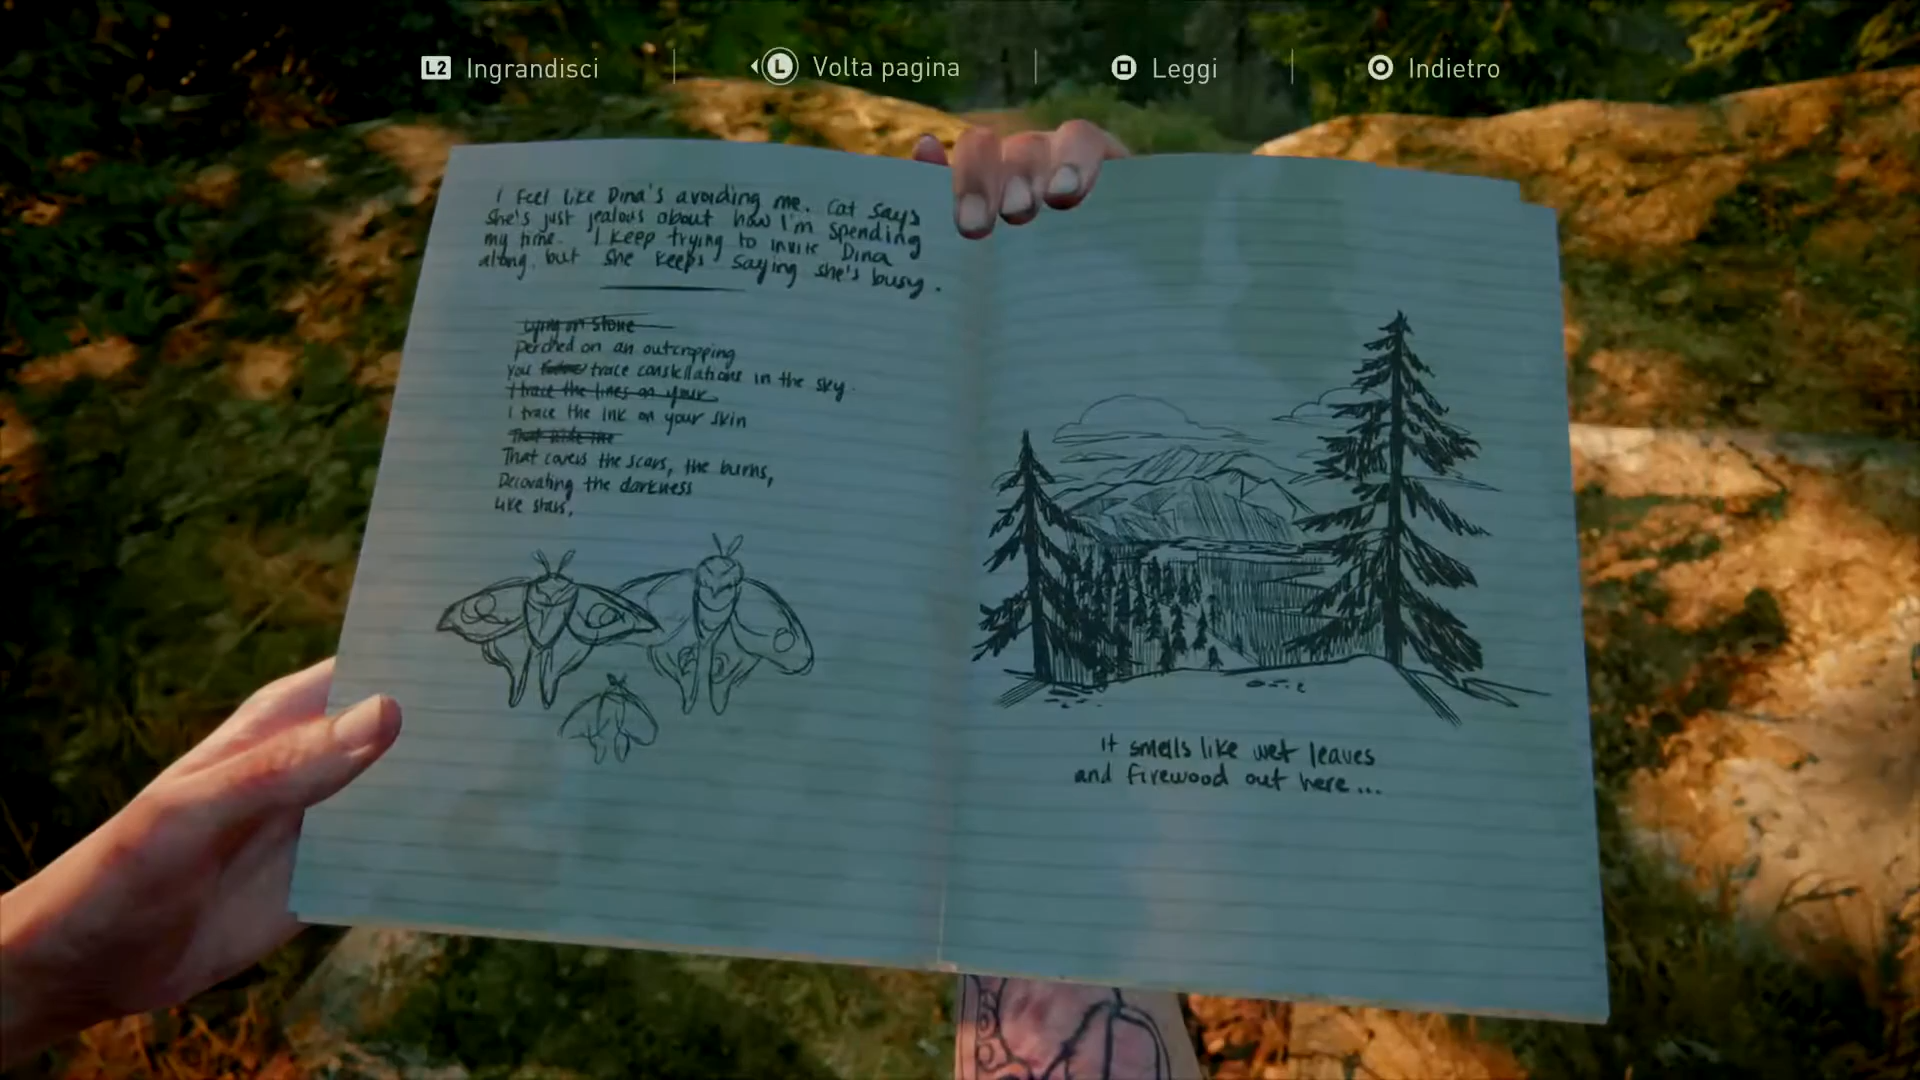 L2 Ingrandisci
L Volta pagina
Leggi
Indietro
I feel like Dina's avoiding me. Cat says
she's just jealous about how I'm spending
my time. I keep trying to invite Dina
along, but she keeps saying she's busy.
Lying on stone
perched on an outcropping
you trace constellations in the sky.
I trace the lines on your
I trace the ink on your skin
That hide the
That covers the scars, the burns,
Decorating the darkness
Like stars,
It smells like wet leaves
and firewood out here...